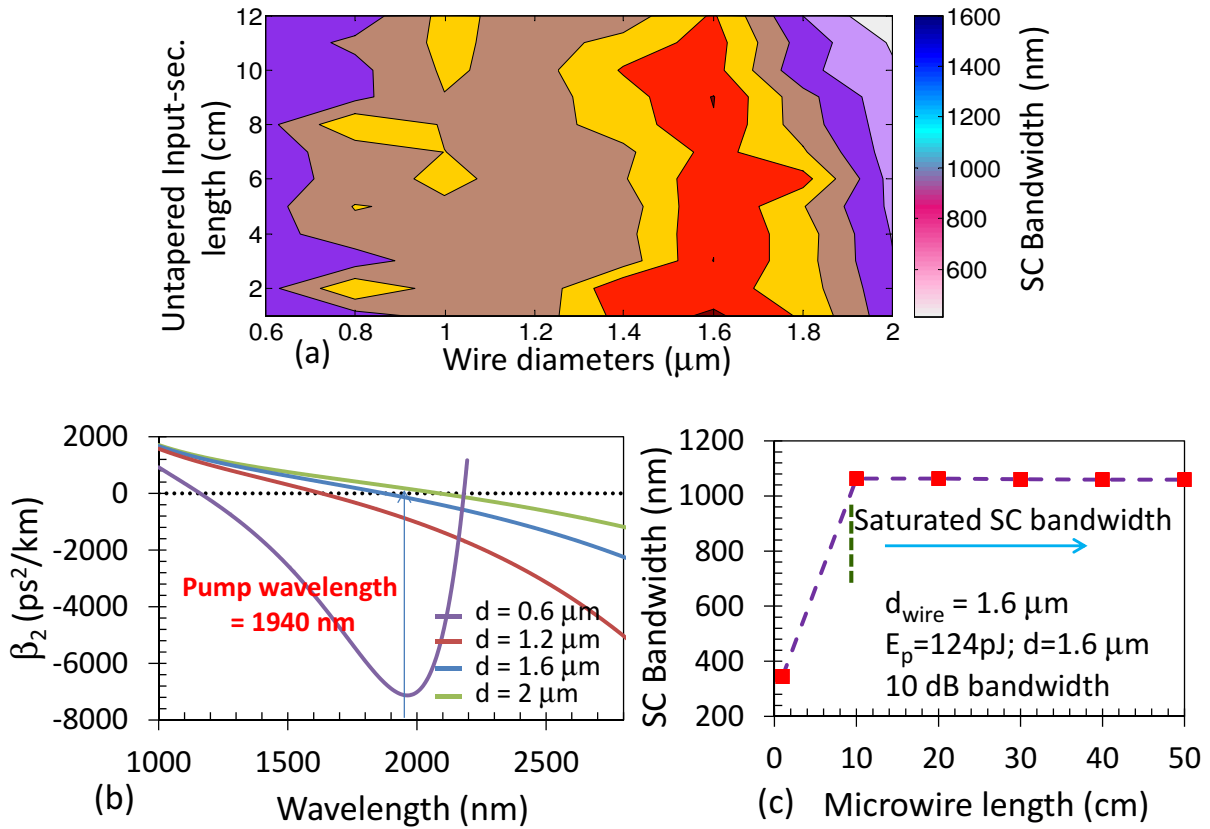 12
10
8
6
4
2
Untapered Input-sec.
length (cm)
0.6 0.8 1 1.2 1.4 1.6 1.8 2
(a)
Wire diameters (μm)
1600
1400
1200
1000
800
600
SC Bandwidth (nm)
2000
0
-2000
-4000
-6000
-8000
β₂ (ps²/km)
Pump wavelength
= 1940 nm
d = 0.6 μm
d = 1.2 μm
d = 1.6 μm
d = 2 μm
1000 1500 2000 2500
(b)
Wavelength (nm)
1200
1000
800
600
400
200
SC Bandwidth (nm)
Saturated SC bandwidth
d_wire = 1.6 μm
E_p=124pJ; d=1.6 μm
10 dB bandwidth
0 10 20 30 40 50
(c)
Microwire length (cm)